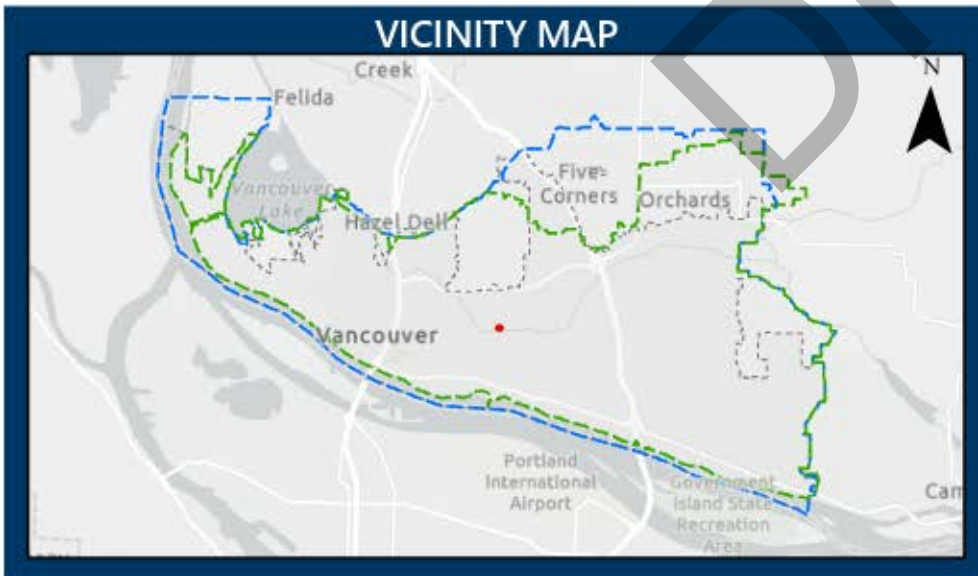 VICINITY MAP
Creek
N
Felida
Vancouver
Lake
Five
Corners
Orchards
Hazel Dell
Vancouver
Portland
International
Airport
Government
Island State
Recreation
Area
Cam